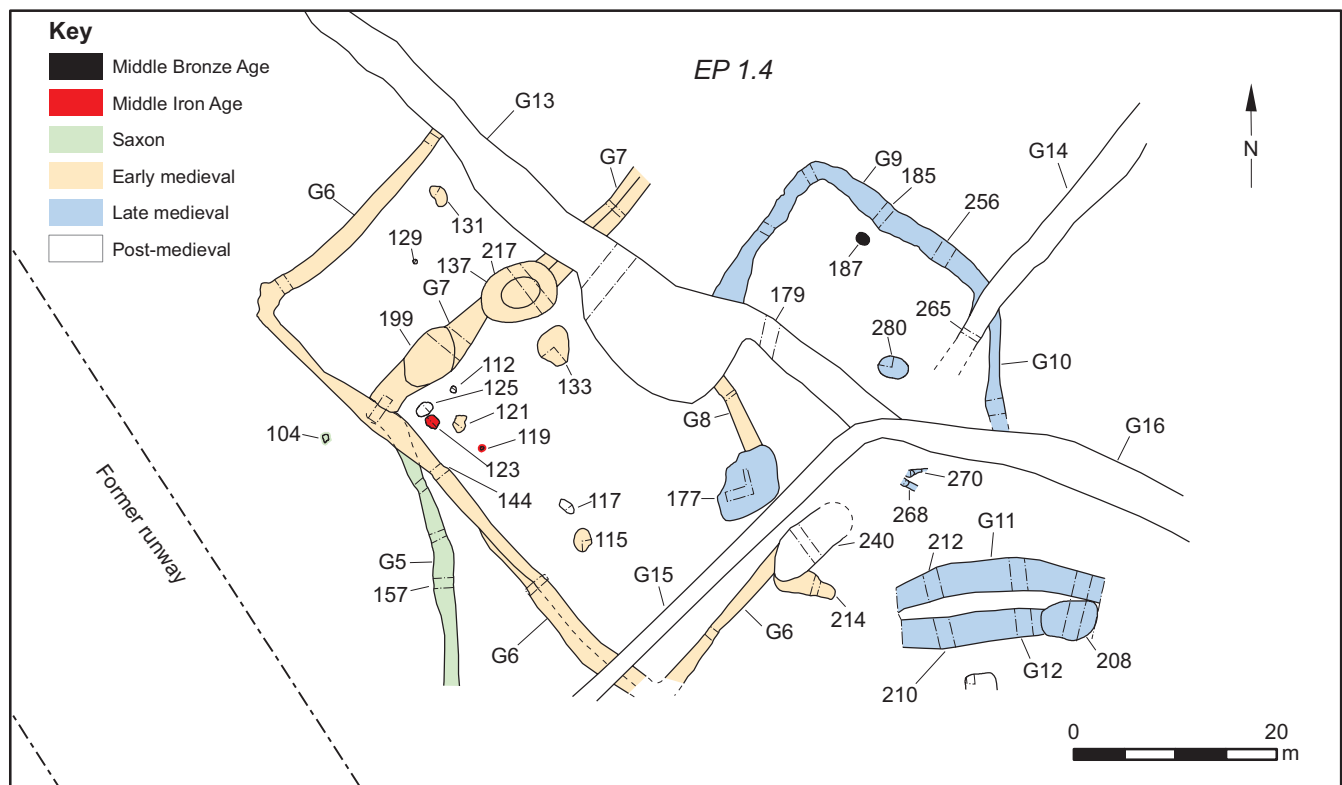 Key
Middle Bronze Age
Middle Iron Age
Saxon
Early medieval
Late medieval
Post-medieval
EP 1.4
N
G13
G7
G9
185
G14
G6
131
256
129
217
137
187
G7
179
265
280
199
112
125
133
G10
121
G8
104
119
G16
123
144
270
177
117
268
Former runway
G11
115
240
212
G5
G15
157
214
G6
G6
G12
208
210
0 20
m